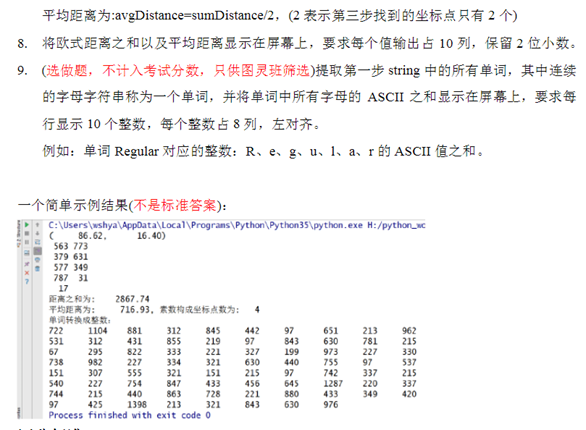 平均距离为:avgDistance=sumDistance/2，(2 表示第三步找到的坐标点只有 2 个)
8. 将欧式距离之和以及平均距离显示在屏幕上，要求每个值输出占 10 列，保留 2 位小数。
9. (选做题，不计入考试分数，只供图灵班筛选)提取第一步 string 中的所有单词，其中连续
的字母字符串称为一个单词，并将单词中所有字母的 ASCII 之和显示在屏幕上，要求每
行显示 10 个整数，每个整数占 8 列，左对齐。
例如：单词 Regular 对应的整数：R、e、g、u、l、a、r 的 ASCII 值之和。
一个简单示例结果(不是标准答案)：
C:\Users\wshya\AppData\Local\Programs\Python\Python35\python.exe H:/python_wo
( 86.62, 16.40)
563 773
379 631
577 349
787 31
17
距离之和为: 2867.74
平均距离为: 716.93, 素数构成坐标点数为: 4
单词转换成整数:
722 1104 881 312 845 442 97 651 213 962
531 312 431 855 219 97 843 630 781 215
67 295 822 333 221 327 199 973 227 330
738 982 227 334 321 630 440 755 97 537
151 307 555 321 151 215 97 742 337 215
540 227 754 847 433 456 645 1287 220 337
744 215 440 863 728 221 880 433 349 420
97 425 1398 213 321 843 630 976
Process finished with exit code 0